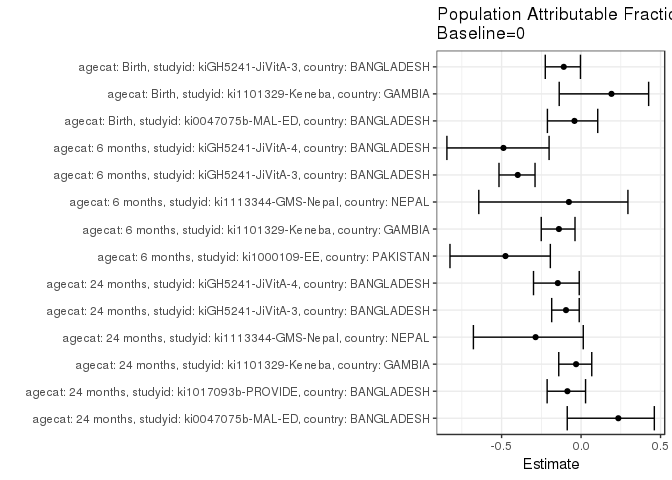 Population Attributable Fractio
Baseline=0
agecat: Birth, studyid: kiGH5241-JiVitA-3, country: BANGLADESH
agecat: Birth, studyid: ki1101329-Keneba, country: GAMBIA
agecat: Birth, studyid: ki0047075b-MAL-ED, country: BANGLADESH
agecat: 6 months, studyid: kiGH5241-JiVitA-4, country: BANGLADESH
agecat: 6 months, studyid: kiGH5241-JiVitA-3, country: BANGLADESH
agecat: 6 months, studyid: ki1113344-GMS-Nepal, country: NEPAL
agecat: 6 months, studyid: ki1101329-Keneba, country: GAMBIA
agecat: 6 months, studyid: ki1000109-EE, country: PAKISTAN
agecat: 24 months, studyid: kiGH5241-JiVitA-4, country: BANGLADESH
agecat: 24 months, studyid: kiGH5241-JiVitA-3, country: BANGLADESH
agecat: 24 months, studyid: ki1113344-GMS-Nepal, country: NEPAL
agecat: 24 months, studyid: ki1101329-Keneba, country: GAMBIA
agecat: 24 months, studyid: ki1017093b-PROVIDE, country: BANGLADESH
agecat: 24 months, studyid: ki0047075b-MAL-ED, country: BANGLADESH
-0.5 0.0 0.5
Estimate